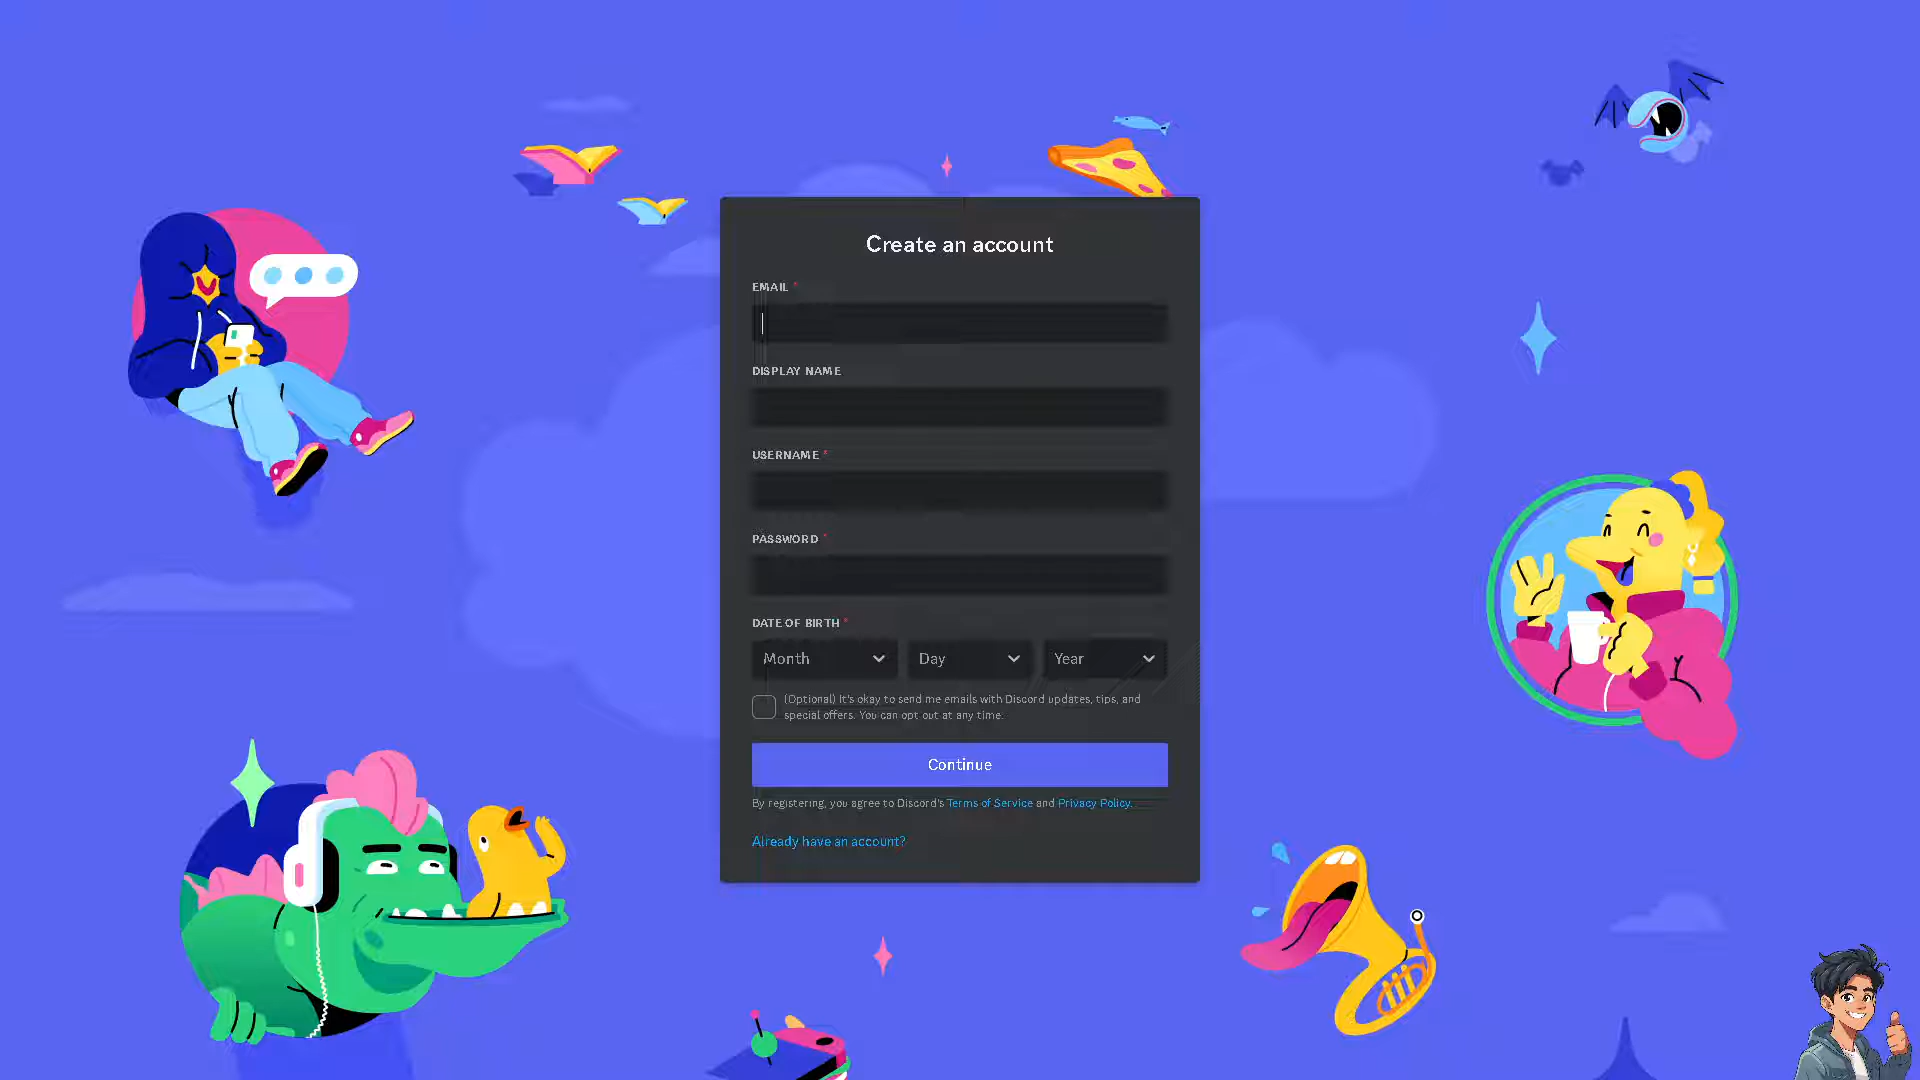 Create an account
EMAIL *
DISPLAY NAME
USERNAME *
PASSWORD *
DATE OF BIRTH *
Month Day Year
(Optional) It's okay to send me emails with Discord updates, tips, and
special offers. You can opt out at any time.
Continue
By registering, you agree to Discord's Terms of Service and Privacy Policy.
Already have an account?